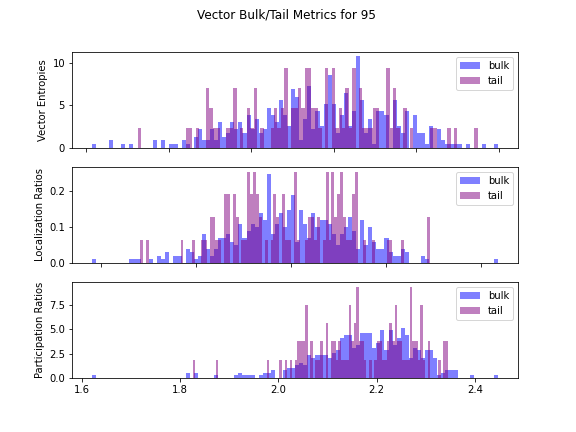 Vector Bulk/Tail Metrics for 95
Vector Entropies
10
5
0
bulk
tail
Localization Ratios
0.2
0.1
0.0
bulk
tail
Participation Ratios
7.5
5.0
2.5
0.0
bulk
tail
1.6 1.8 2.0 2.2 2.4